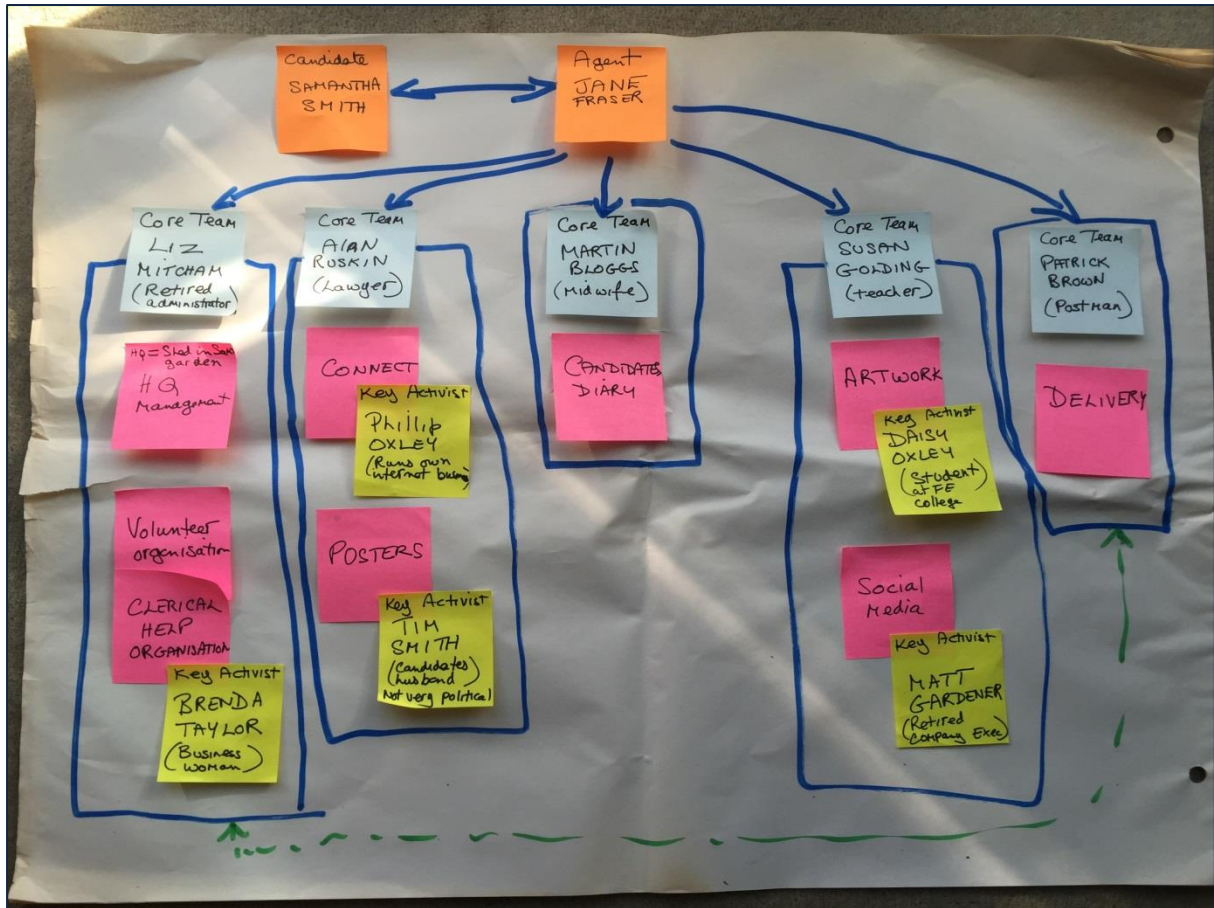 Candidate
SAMANTHA
SMITH
Agent
JANE
FRASER
Core Team
LIZ
MITCHAM
(Retired
administrator)
HQ = Shed in
garden
HQ
Management
Volunteer
organisation
CLERICAL
HELP
ORGANISATION
Key Activist
BRENDA
TAYLOR
(Business
woman)
Core Team
ALAN
RUSKIN
(Lawyer)
CONNECT
Key Activist
Phillip
OXLEY
(Runs own
internet
POSTERS
Key Activist
TIM
SMITH
(Candidates
husband)
Not very political
Core Team
MARTIN
BLOGGS
(Midwife)
CANDIDATES
DIARY
Core Team
SUSAN
GOLDING
(teacher)
ARTWORK
Key Activist
DAISY
OXLEY
(Student
at FE
college)
Social
Media
Key Activist
MATT
GARDENER
(Retired
Company Exec)
Core Team
PATRICK
BROWN
(Postman)
DELIVERY